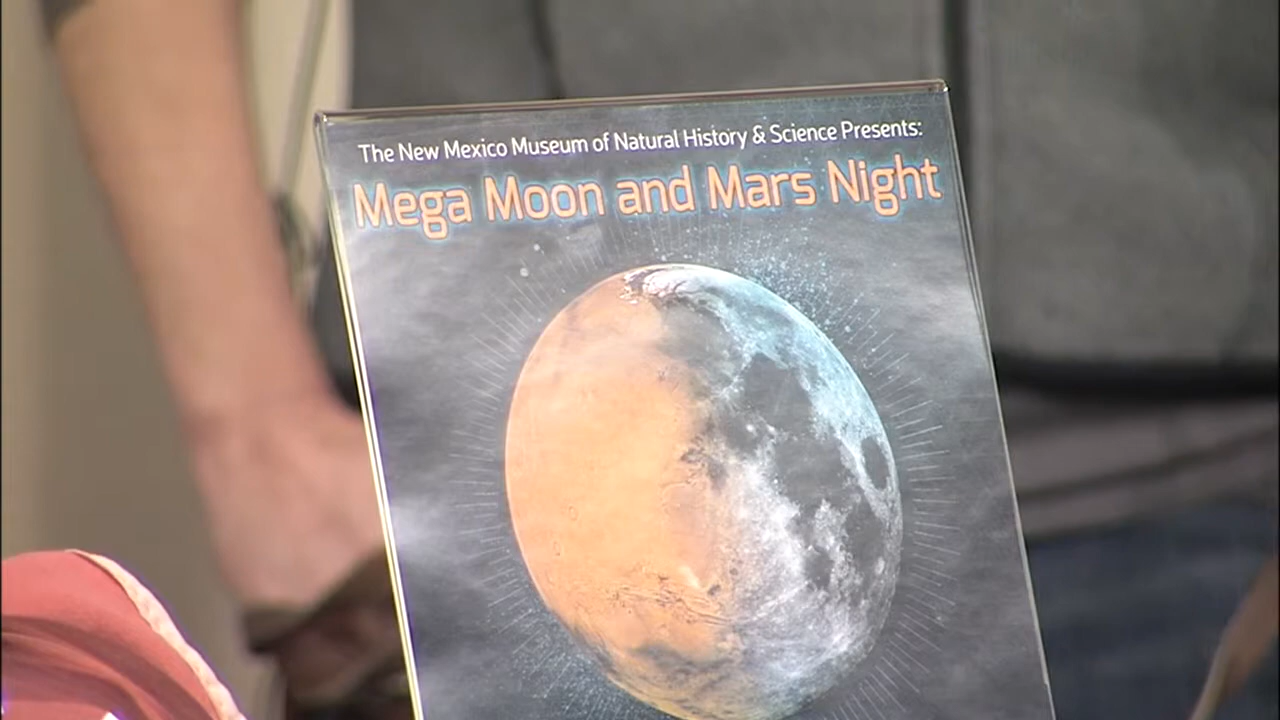 The New Mexico Museum of Natural History & Science Presents:
Mega Moon and Mars Night